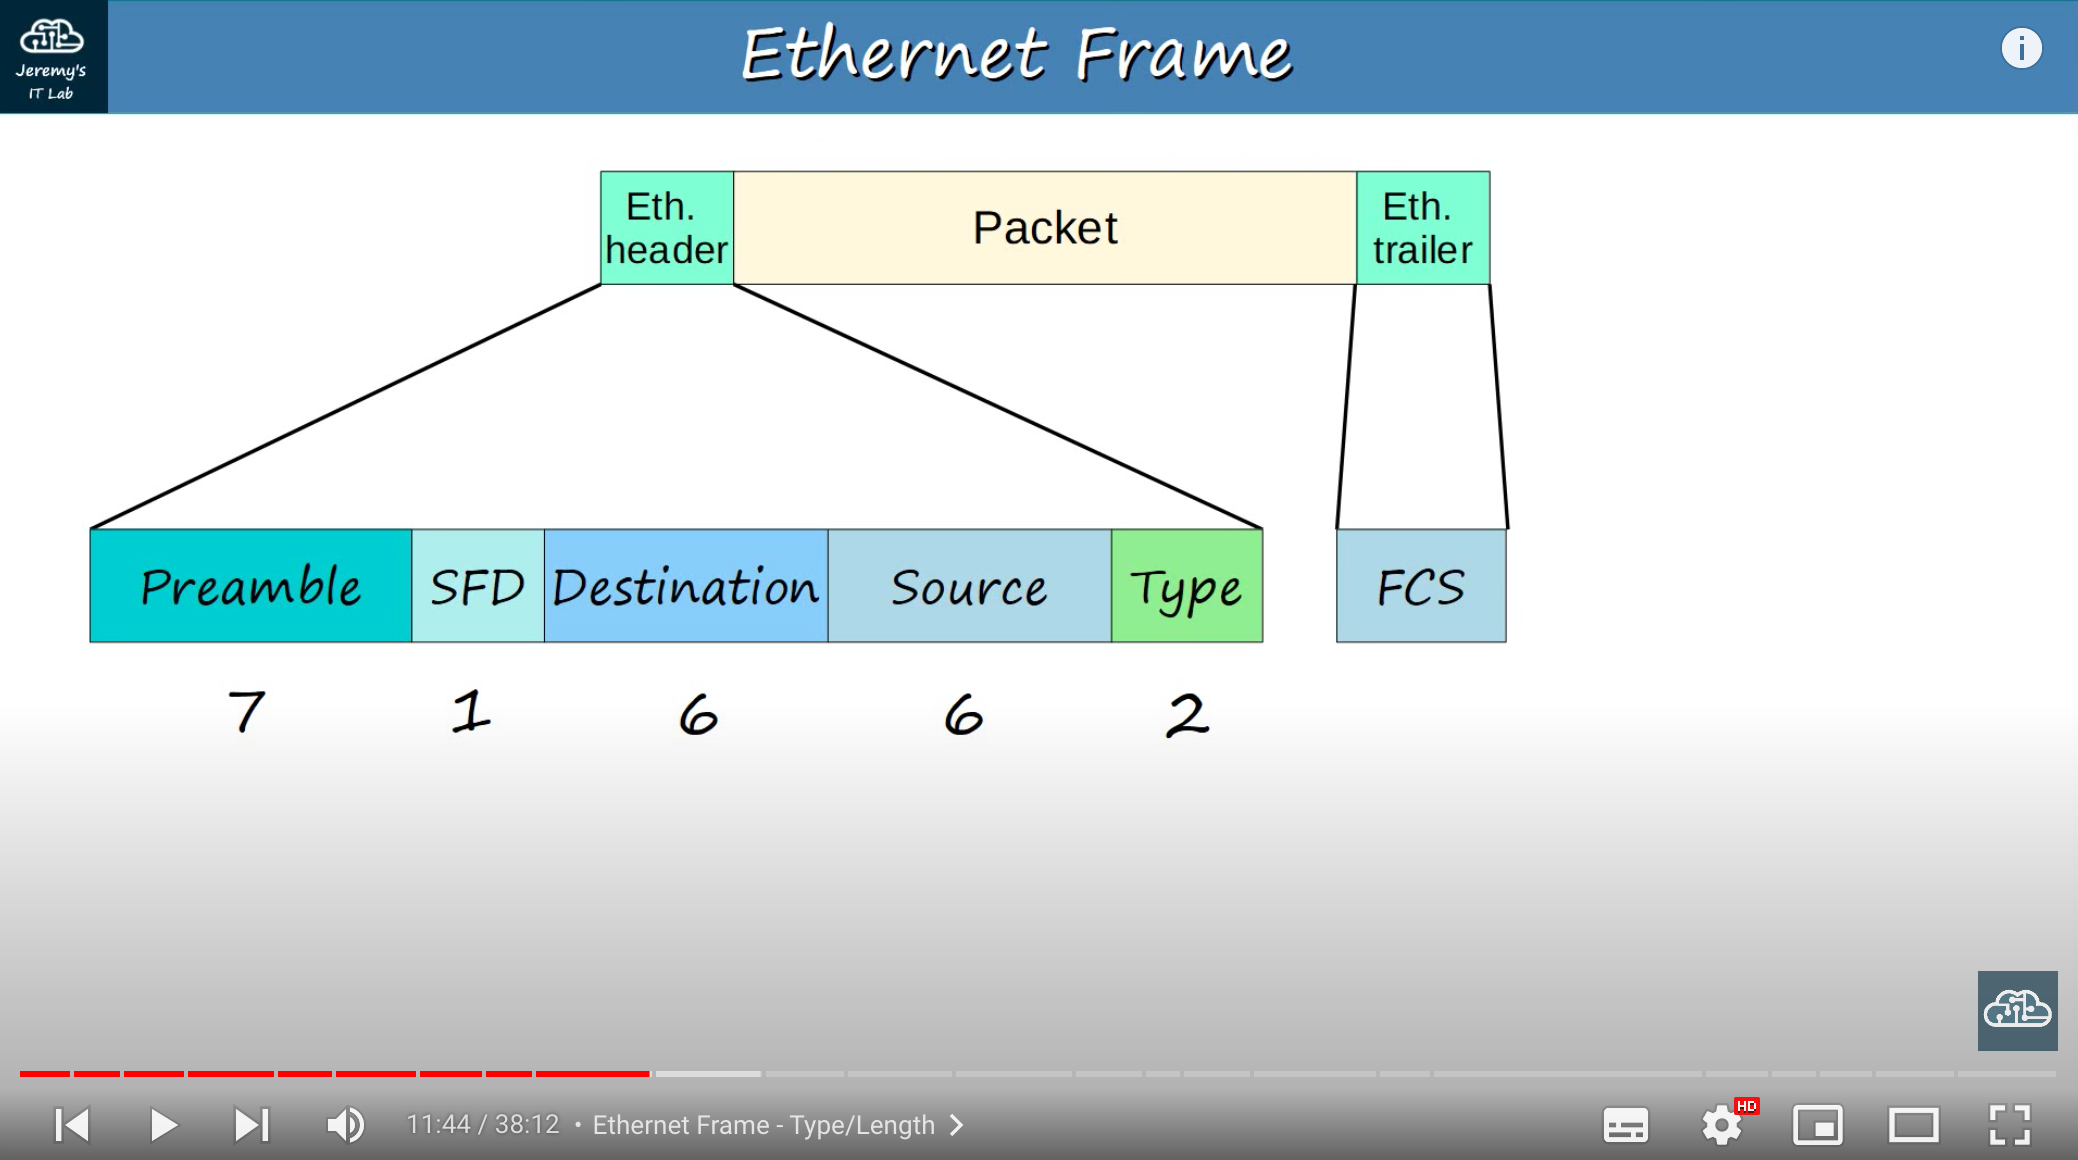 Jeremy's
IT Lab
Ethernet Frame
i
Eth.
header
Packet
Eth.
trailer
Preamble
SFD
Destination
Source
Type
FCS
7
1
6
6
2
11:44 / 38:12 • Ethernet Frame - Type/Length
HD